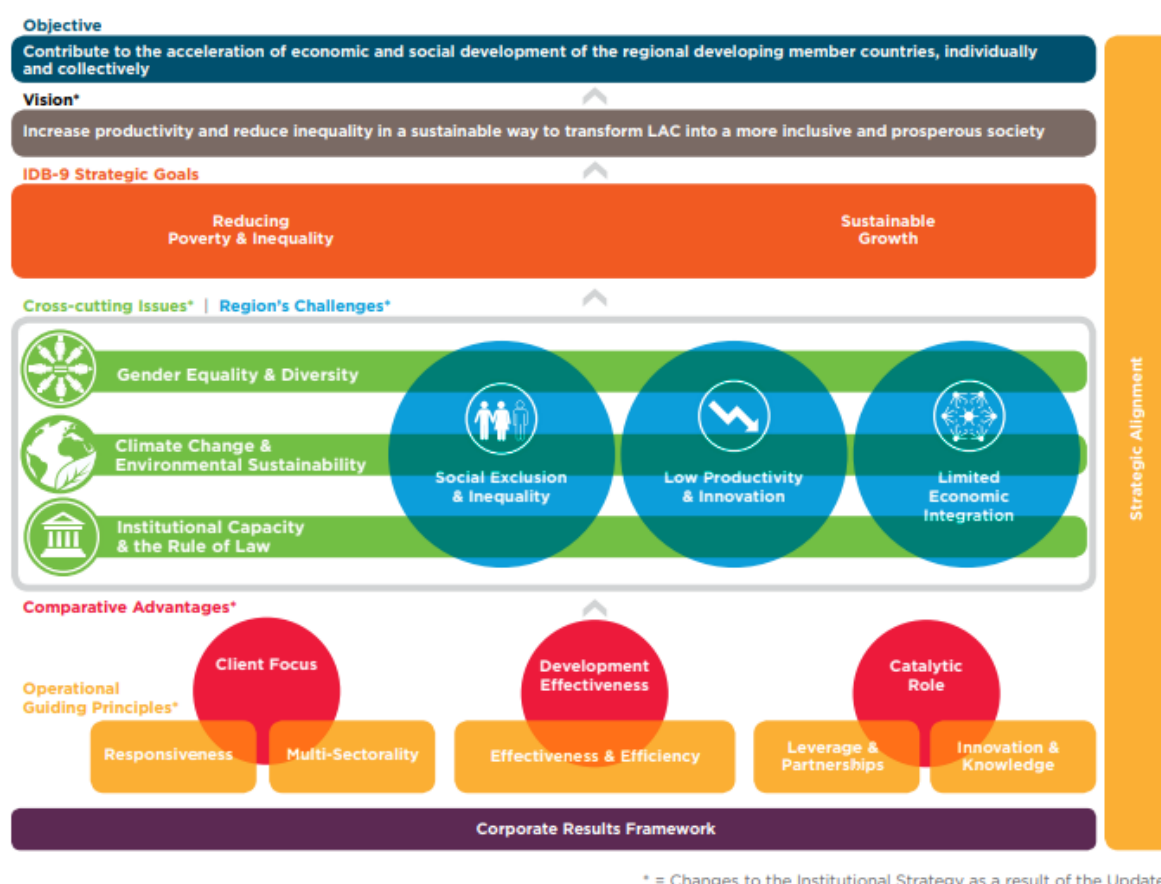 Objective
Contribute to the acceleration of economic and social development of the regional developing member countries, individually
and collectively
Vision*
Increase productivity and reduce inequality in a sustainable way to transform LAC into a more inclusive and prosperous society
IDB-9 Strategic Goals
Reducing
Poverty & Inequality
Sustainable
Growth
Cross-cutting Issues* | Region's Challenges*
Gender Equality & Diversity
Climate Change &
Environmental Sustainability
Institutional Capacity
& the Rule of Law
Social Exclusion
& Inequality
Low Productivity
& Innovation
Limited
Economic
Integration
Comparative Advantages*
Client Focus
Development
Effectiveness
Catalytic
Role
Operational
Guiding Principles*
Responsiveness
Multi-Sectorality
Effectiveness & Efficiency
Leverage &
Partnerships
Innovation &
Knowledge
Corporate Results Framework
Strategic Alignment
* = Changes to the Institutional Strategy as a result of the Update